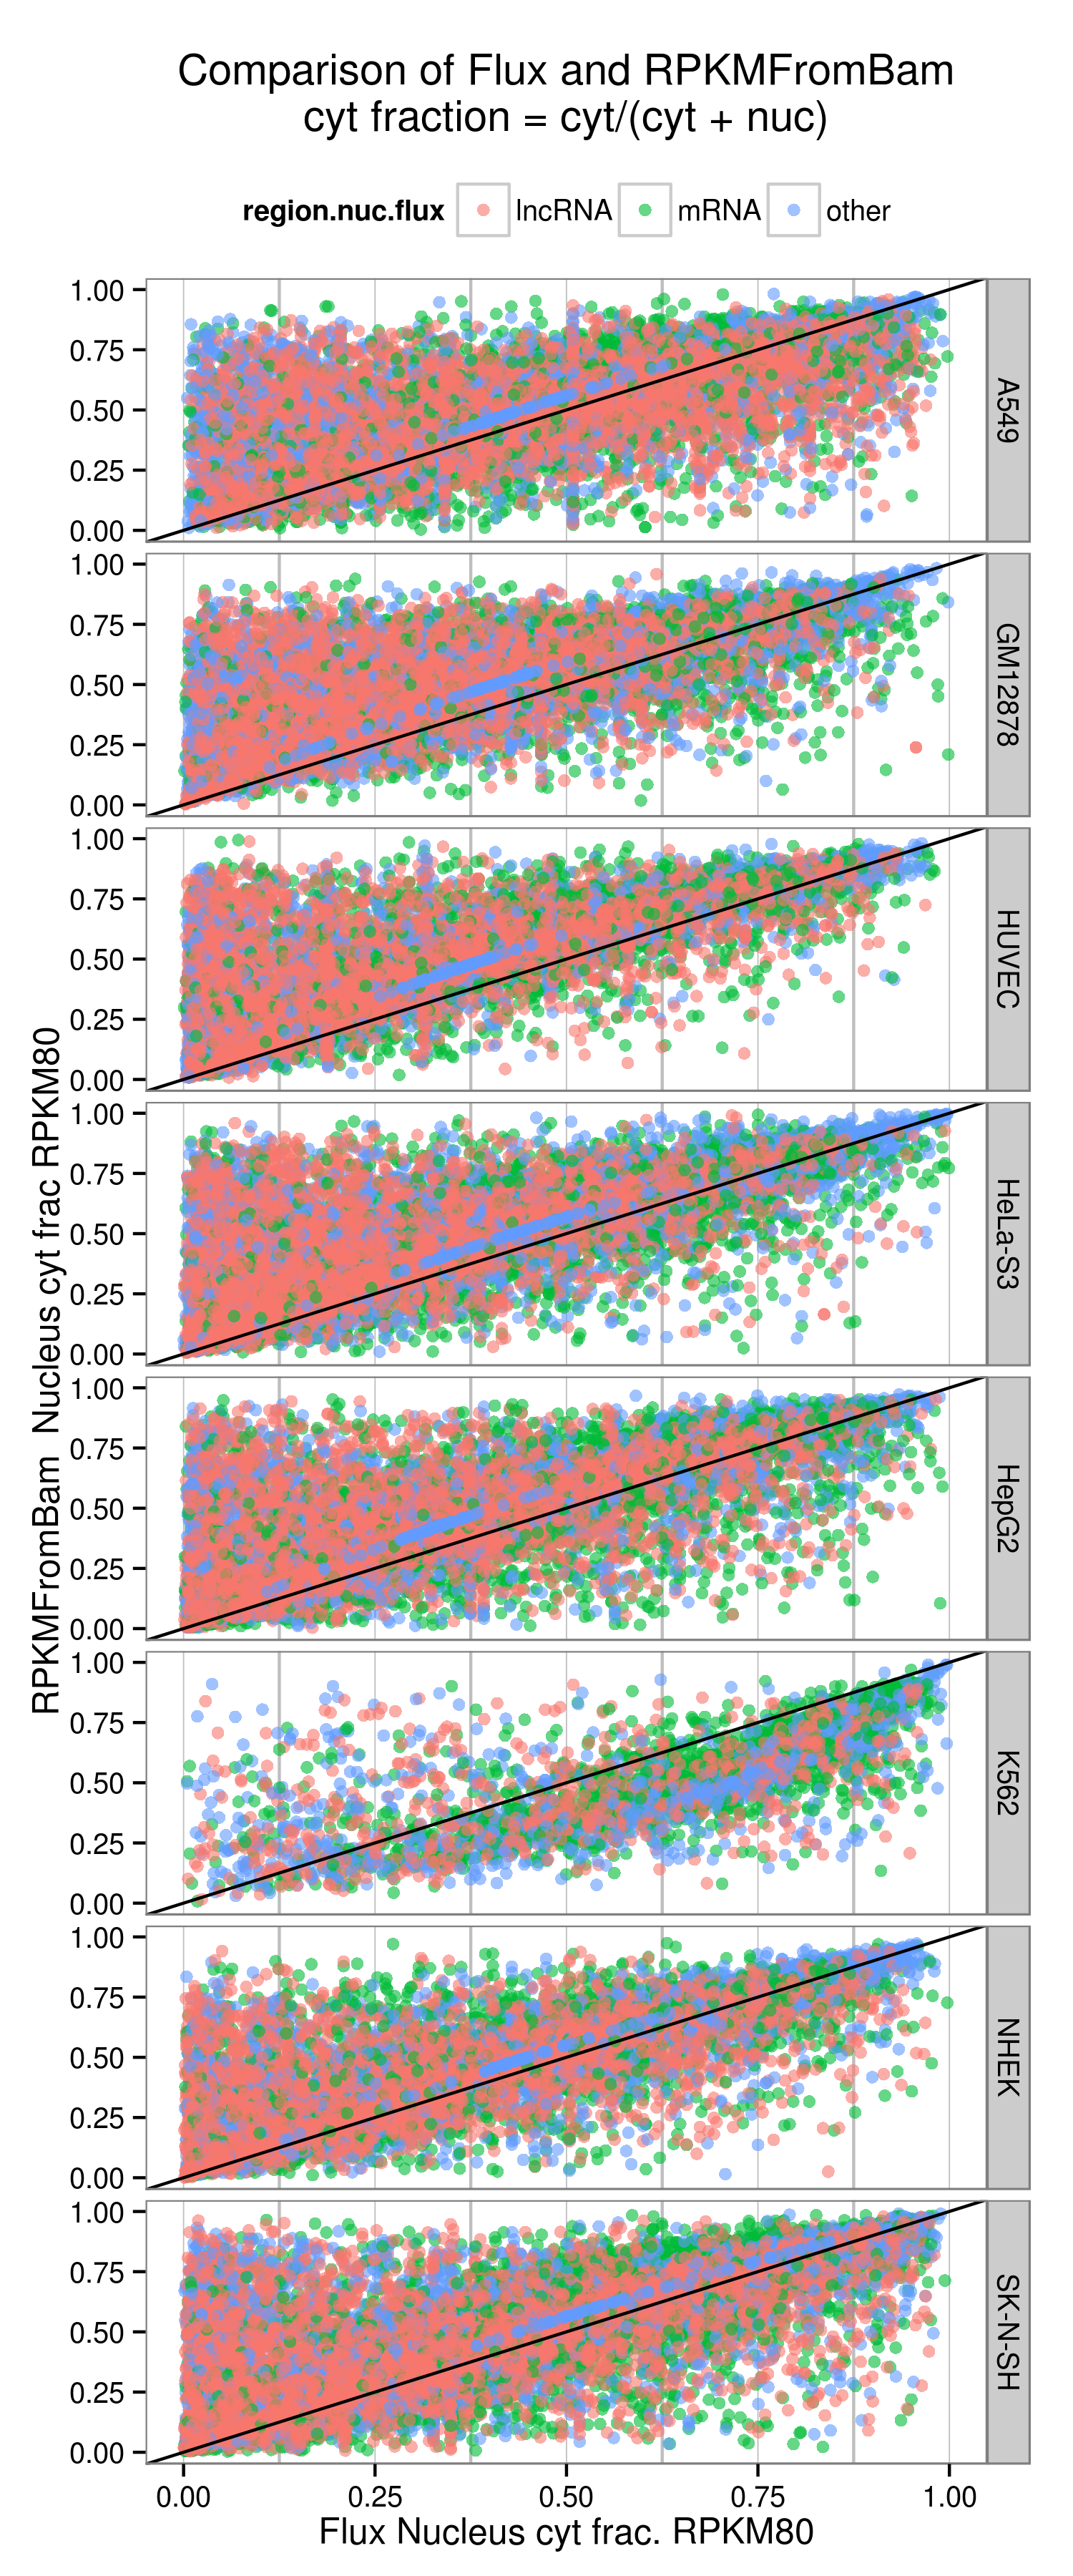 Comparison of Flux and RPKMFromBam
cyt fraction = cyt/(cyt + nuc)
region.nuc.flux lncRNA mRNA other
RPKMFromBam Nucleus cyt frac RPKM80
1.00
0.75
0.50
0.25
0.00
A549
1.00
0.75
0.50
0.25
0.00
GM12878
1.00
0.75
0.50
0.25
0.00
HUVEC
1.00
0.75
0.50
0.25
0.00
HeLa-S3
1.00
0.75
0.50
0.25
0.00
HepG2
1.00
0.75
0.50
0.25
0.00
K562
1.00
0.75
0.50
0.25
0.00
NHEK
1.00
0.75
0.50
0.25
0.00
SK-N-SH
0.00 0.25 0.50 0.75 1.00
Flux Nucleus cyt frac. RPKM80